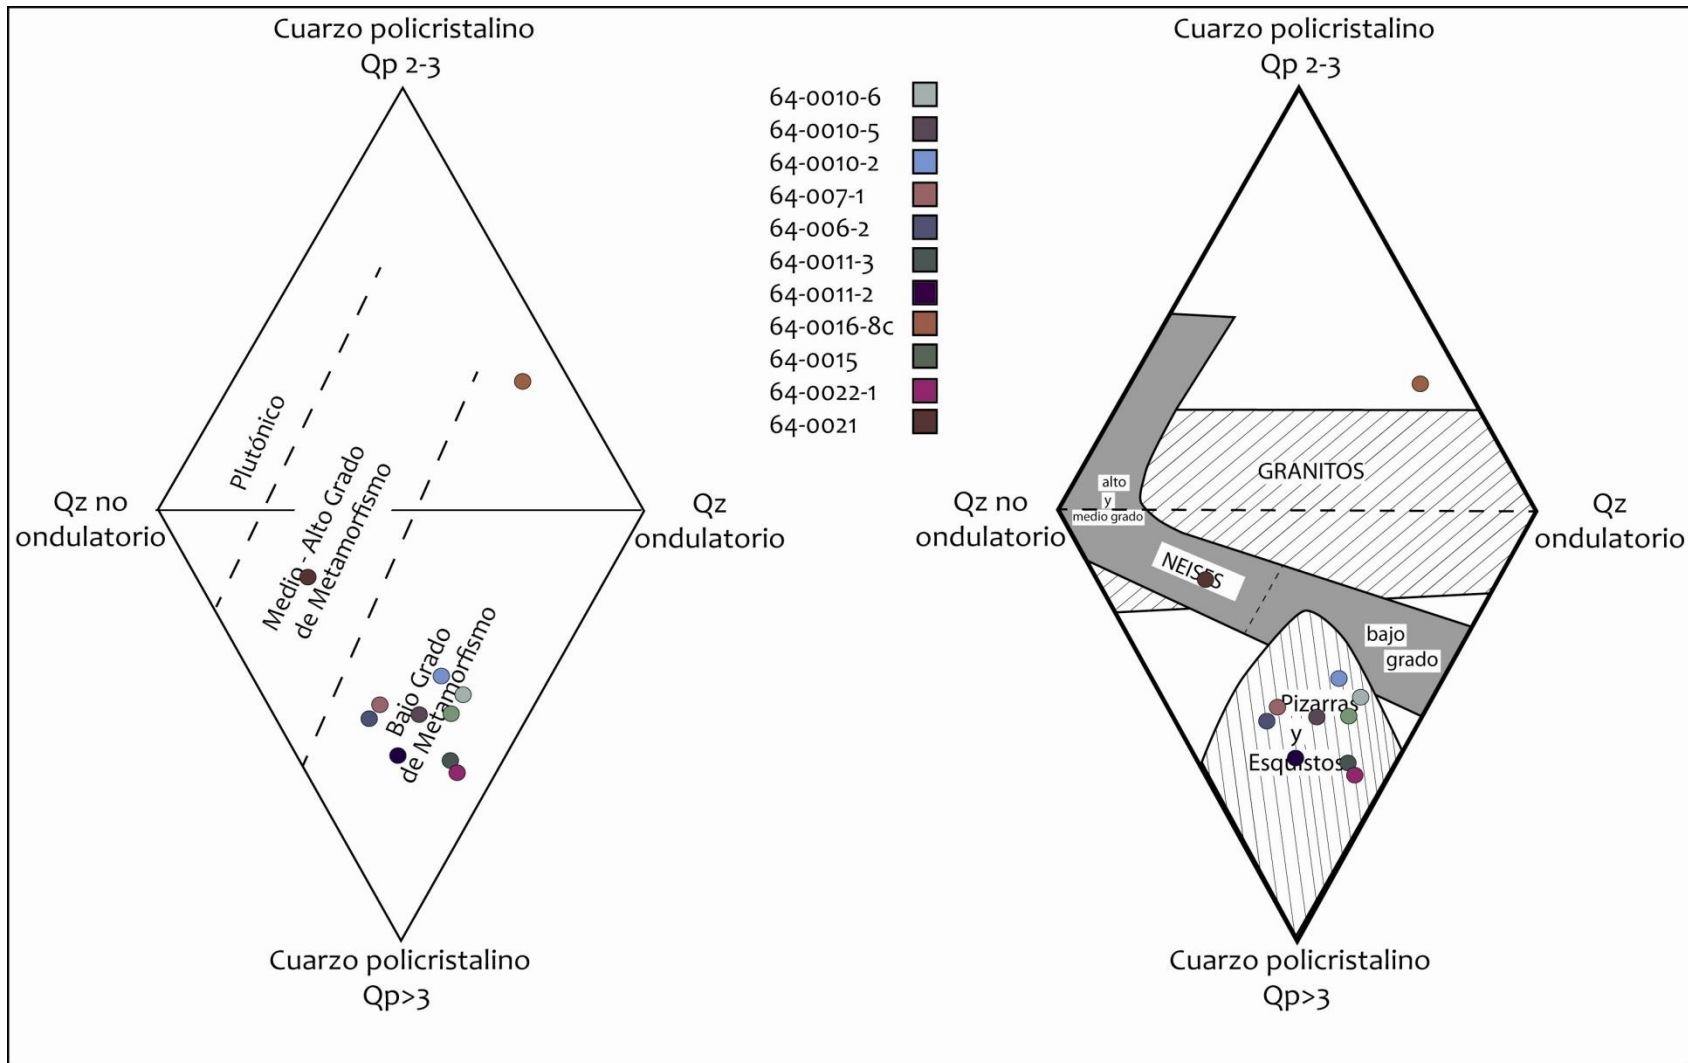 Cuarzo policristalino
Qp 2-3
Plutónico
Medio - Alto Grado
de Metamorfismo
Qz no
ondulatorio
Qz
ondulatorio
Bajo Grado
de Metamorfismo
Cuarzo policristalino
Qp>3
64-0010-6
64-0010-5
64-0010-2
64-007-1
64-006-2
64-0011-3
64-0011-2
64-0016-8c
64-0015
64-0022-1
64-0021
Cuarzo policristalino
Qp 2-3
GRANITOS
alto
y
medio grado
Qz no
ondulatorio
Qz
ondulatorio
NEISES
bajo
grado
Pizarras
y
Esquistos
Cuarzo policristalino
Qp>3